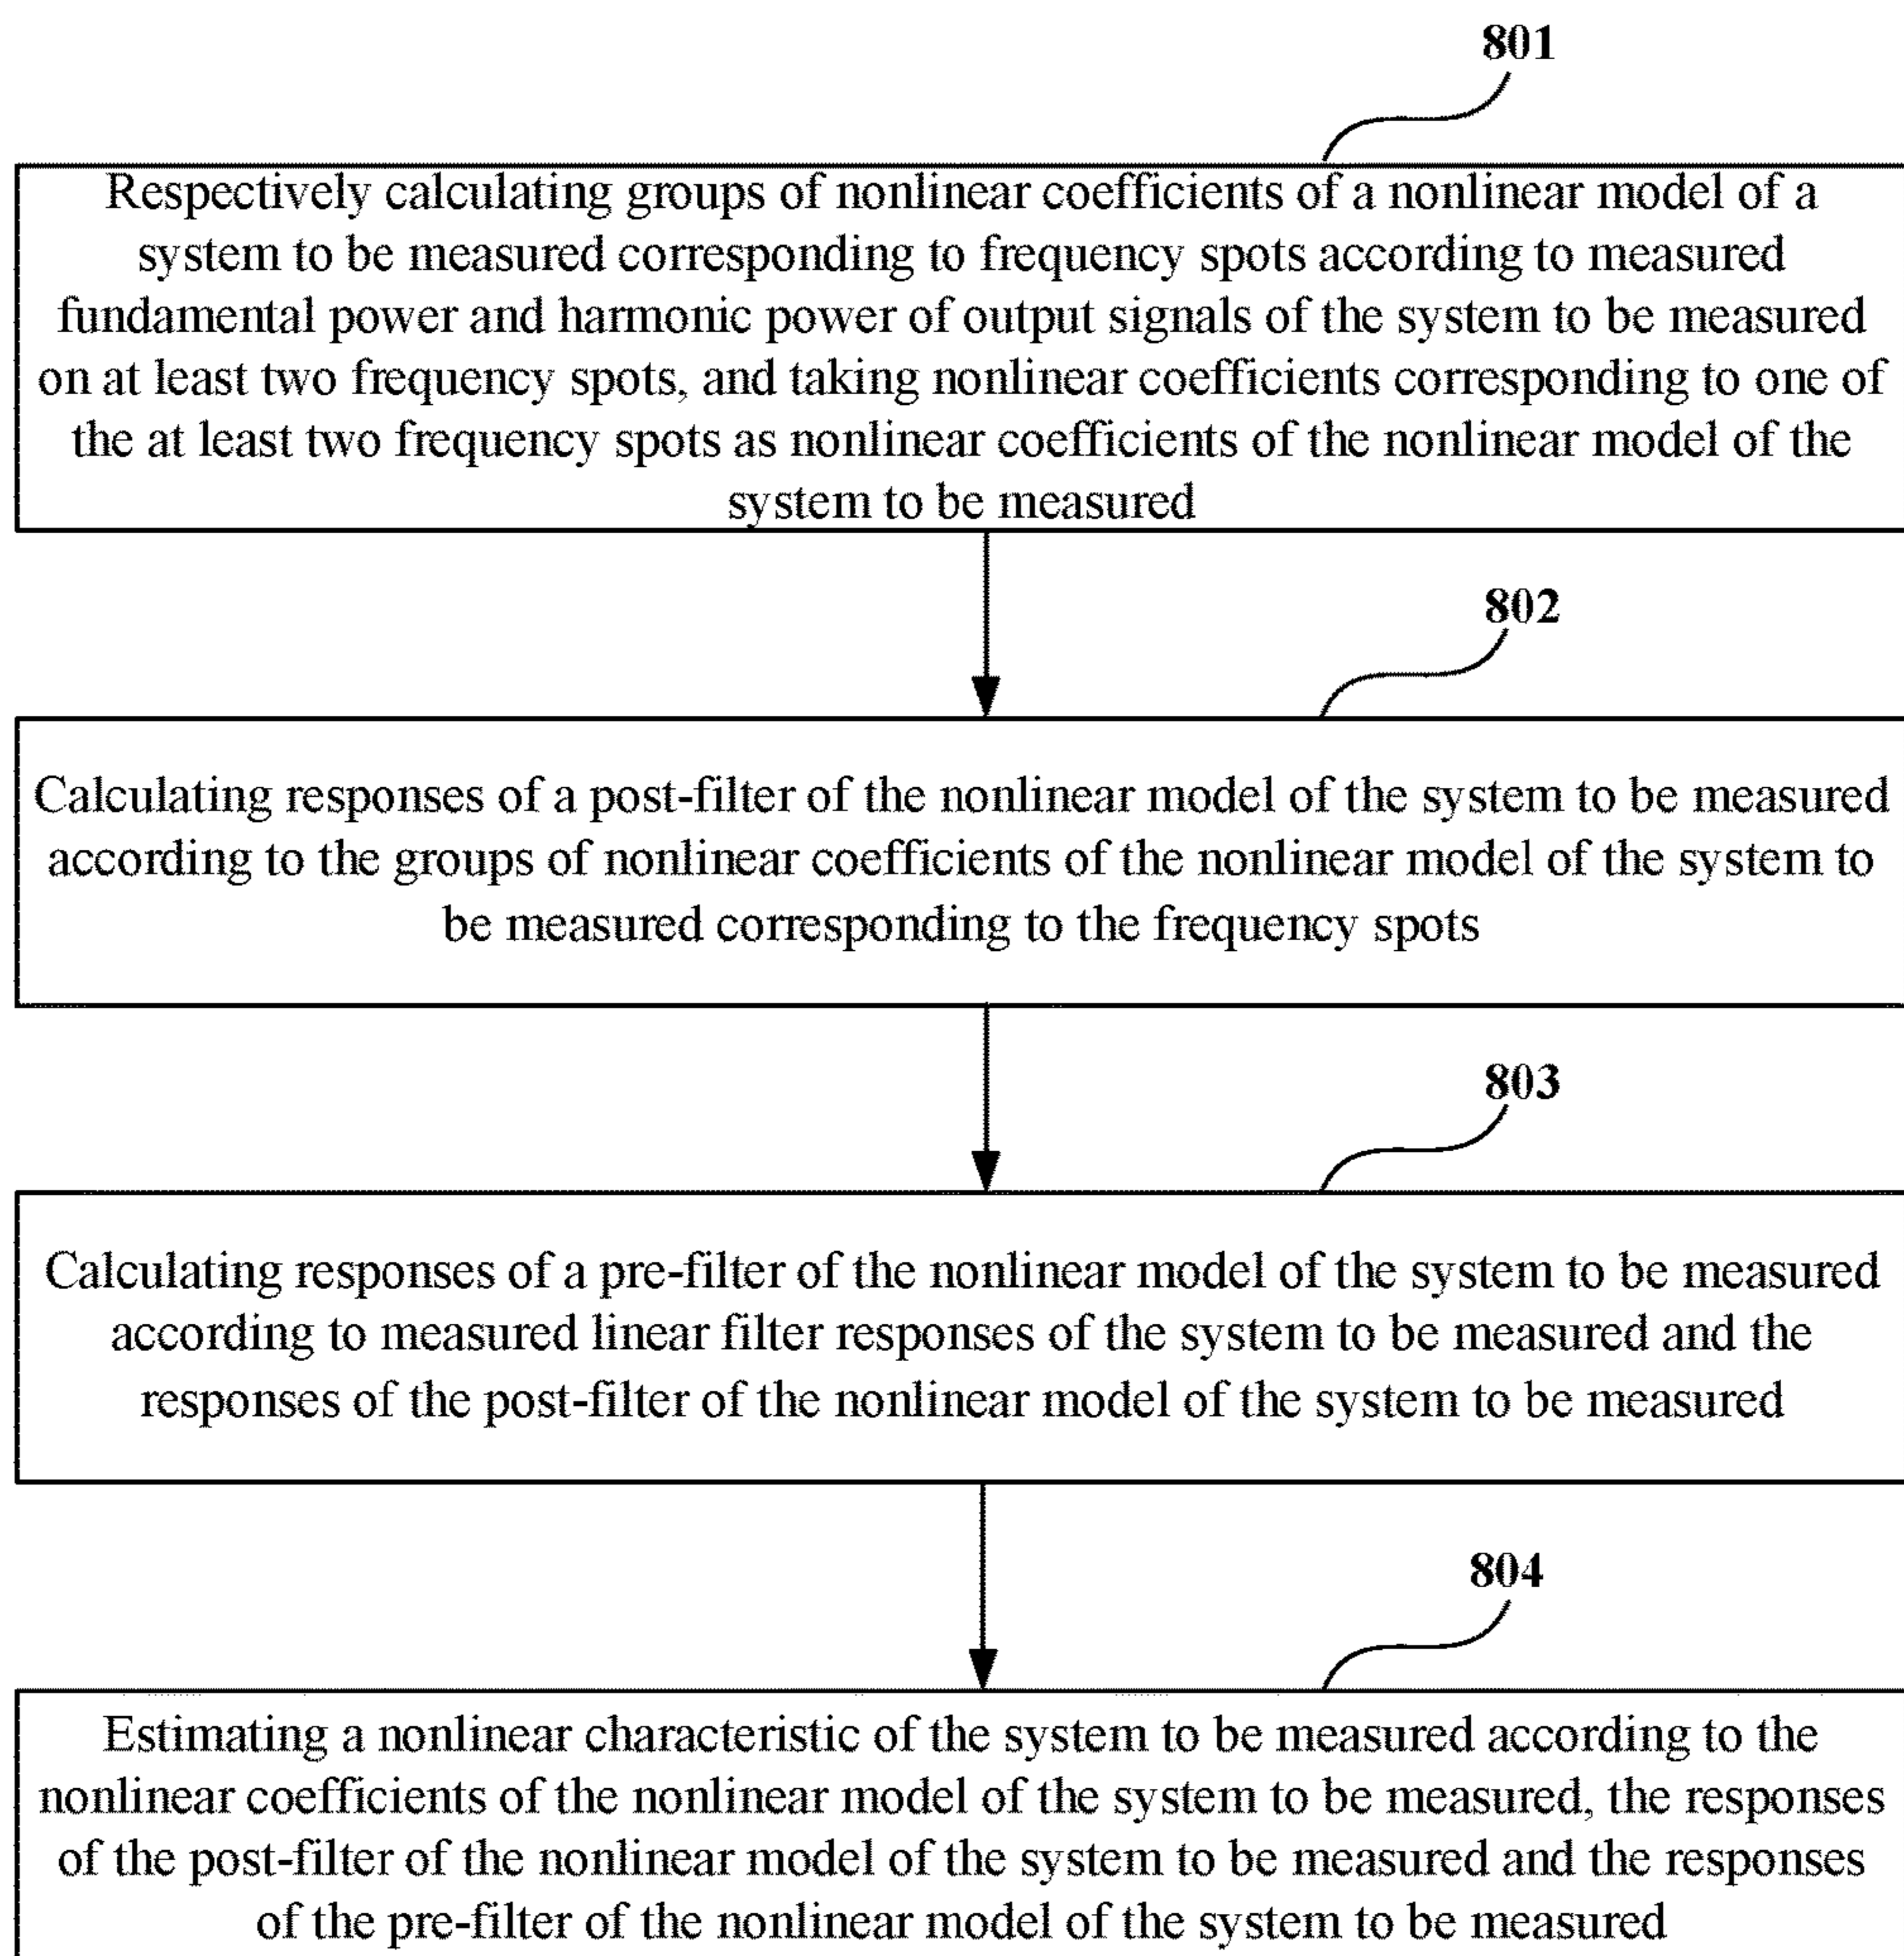 801
Respectively calculating groups of nonlinear coefficients of a nonlinear model of a
system to be measured corresponding to frequency spots according to measured
fundamental power and harmonic power of output signals of the system to be measured
on at least two frequency spots, and taking nonlinear coefficients corresponding to one of
the at least two frequency spots as nonlinear coefficients of the nonlinear model of the
system to be measured
802
Calculating responses of a post-filter of the nonlinear model of the system to be measured
according to the groups of nonlinear coefficients of the nonlinear model of the system to
be measured corresponding to the frequency spots
803
Calculating responses of a pre-filter of the nonlinear model of the system to be measured
according to measured linear filter responses of the system to be measured and the
responses of the post-filter of the nonlinear model of the system to be measured
804
Estimating a nonlinear characteristic of the system to be measured according to the
nonlinear coefficients of the nonlinear model of the system to be measured, the responses
of the post-filter of the nonlinear model of the system to be measured and the responses
of the pre-filter of the nonlinear model of the system to be measured